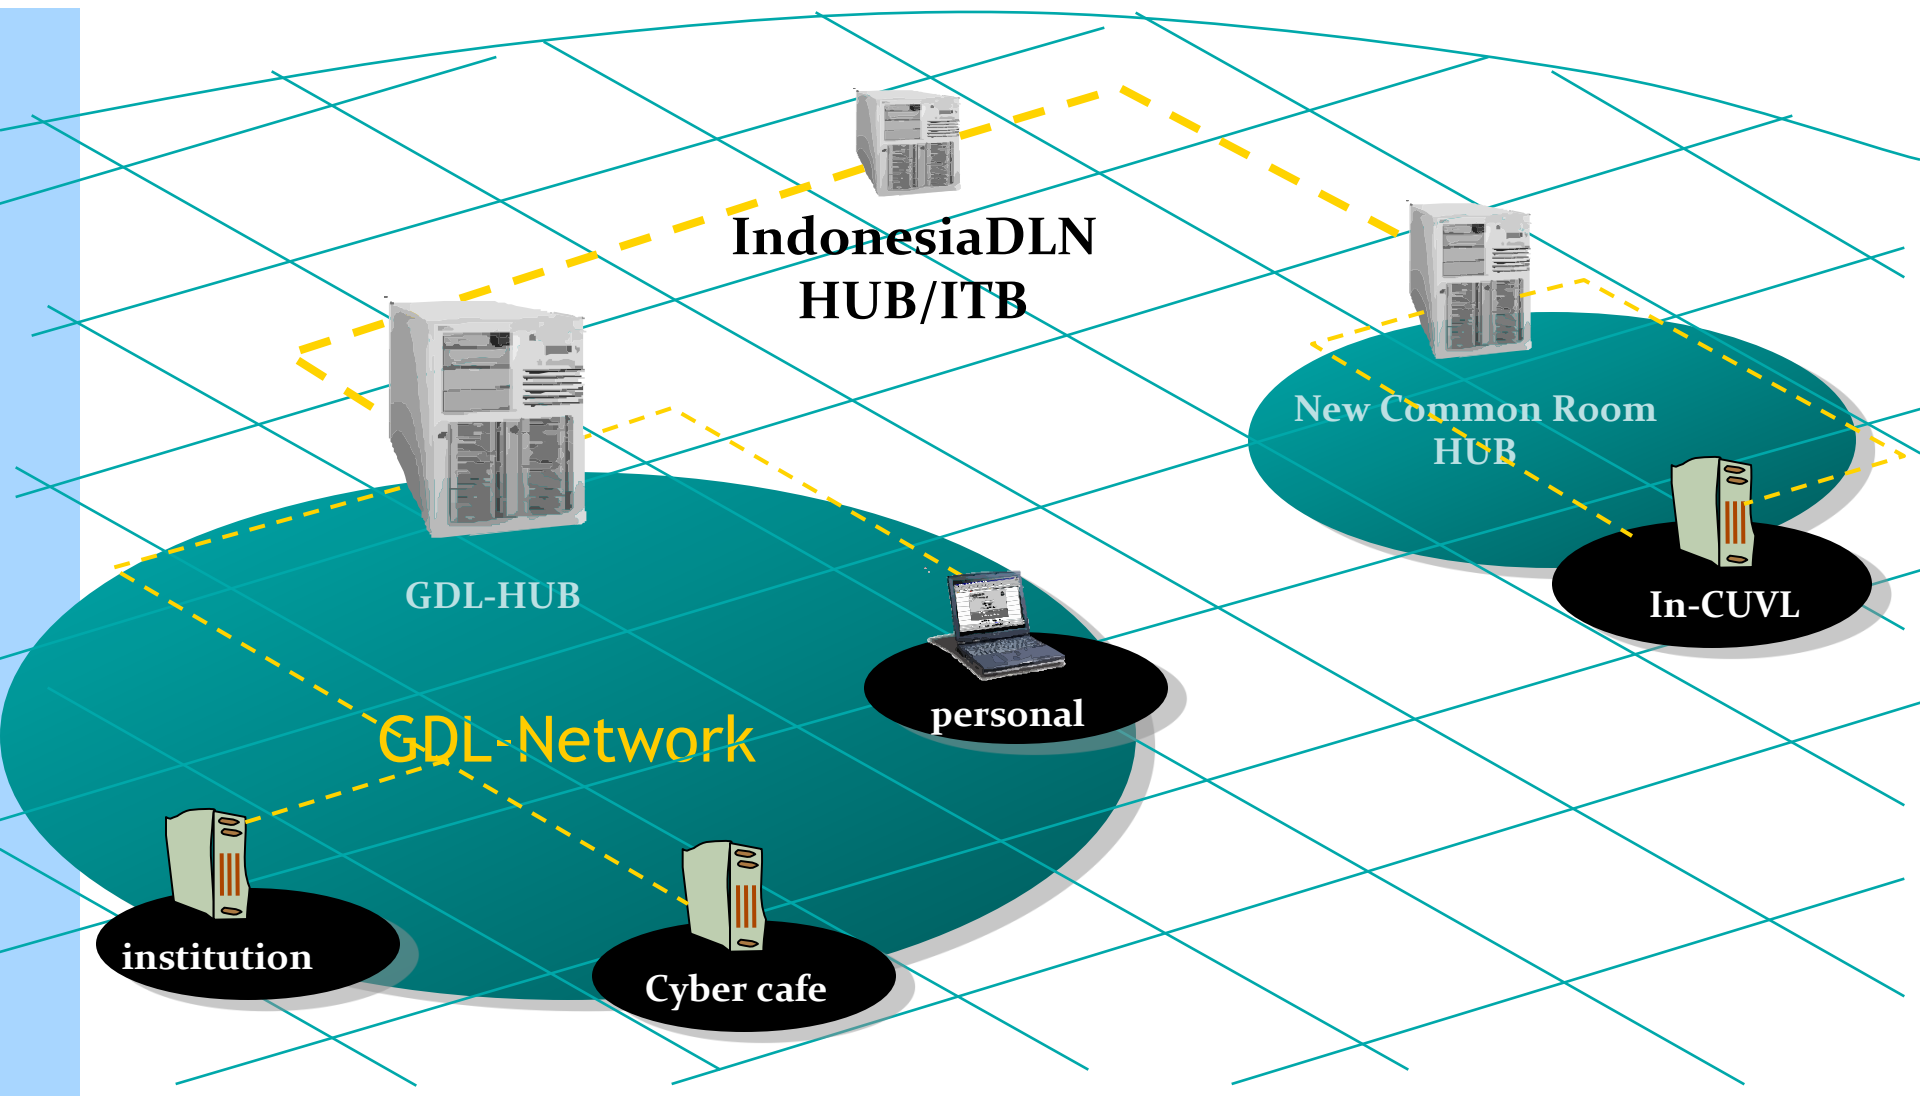 IndonesiaDLN
HUB/ITB
New Common Room
HUB
GDL-HUB
In-CUVL
personal
GDL-Network
institution
Cyber cafe